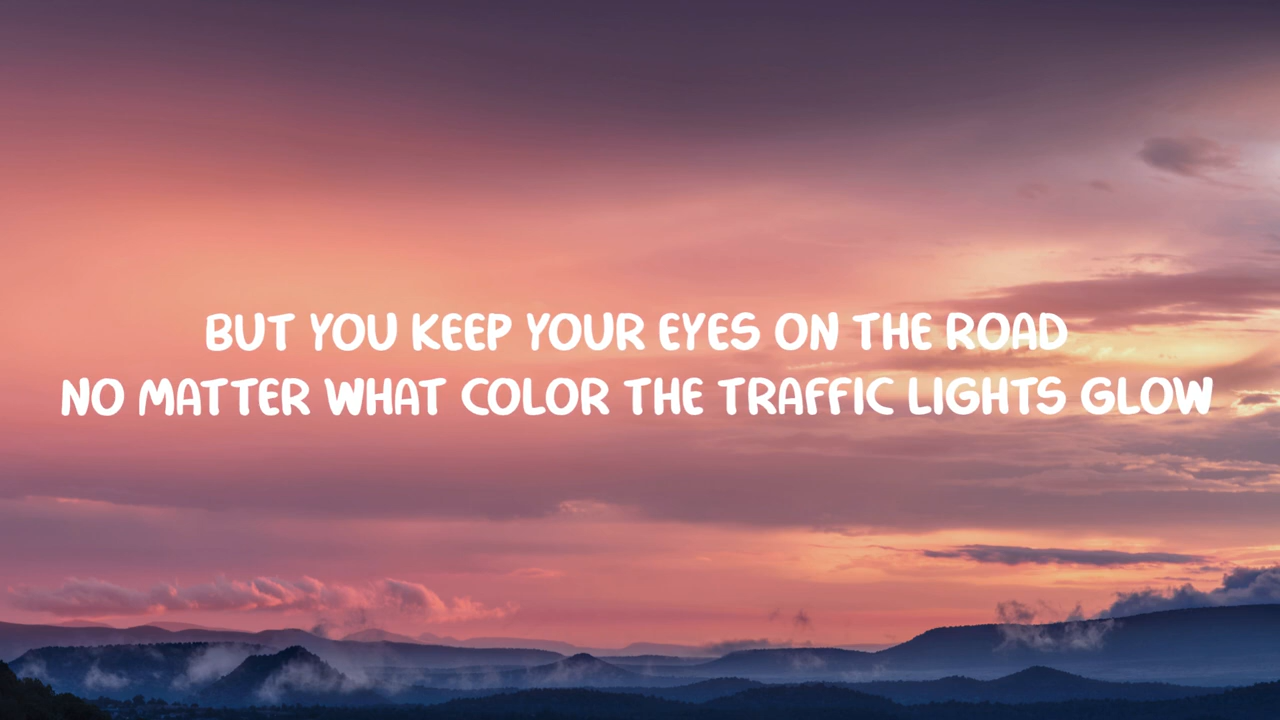 BUT YOU KEEP YOUR EYES ON THE ROAD
NO MATTER WHAT COLOR THE TRAFFIC LIGHTS GLOW